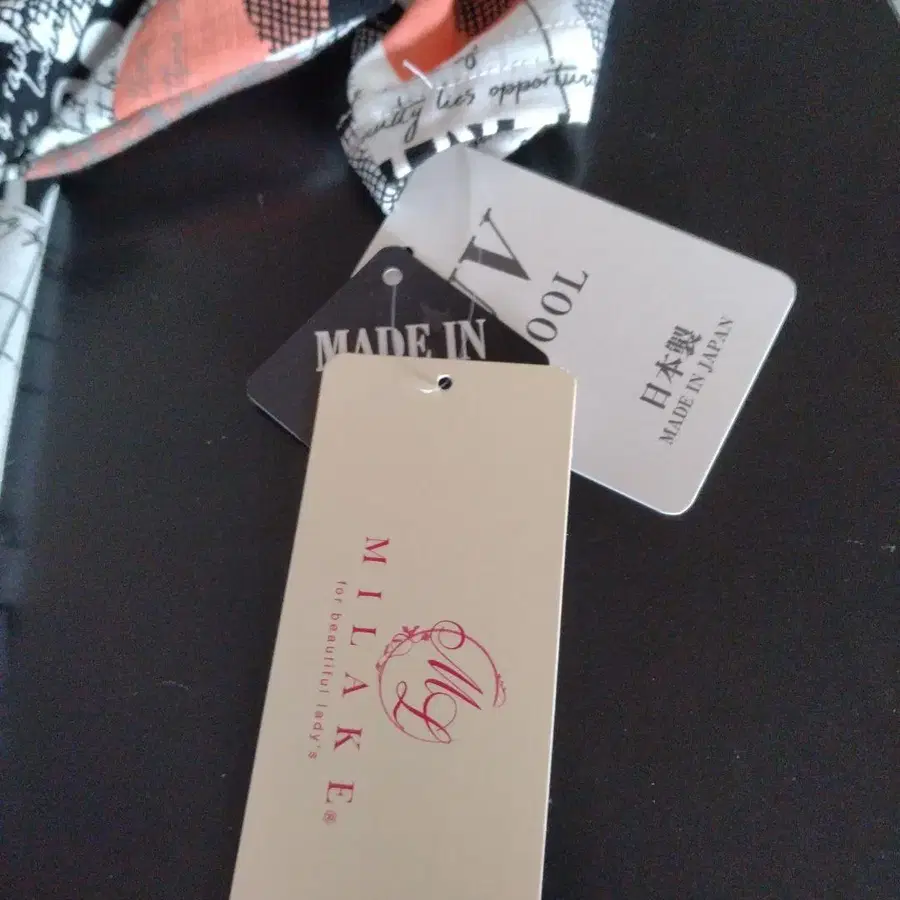 lies opportun
V
OOL
日本製
MADE IN JAPAN
MADE IN
ML
MILAKE®
for beautiful lady's